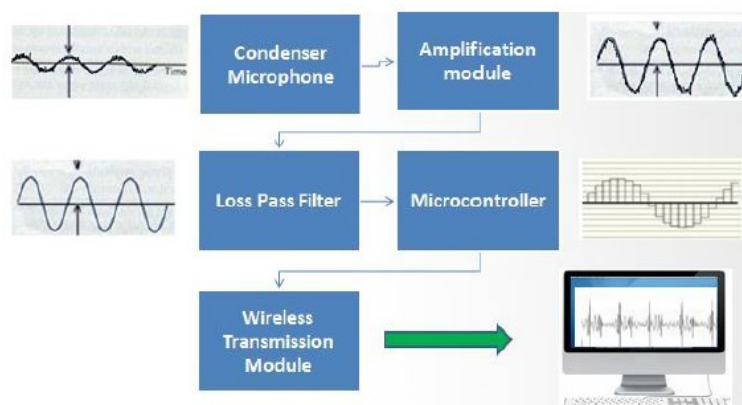 Condenser
Microphone
Amplification
module
Time
Loss Pass Filter
Microcontroller
Wireless
Transmission
Module